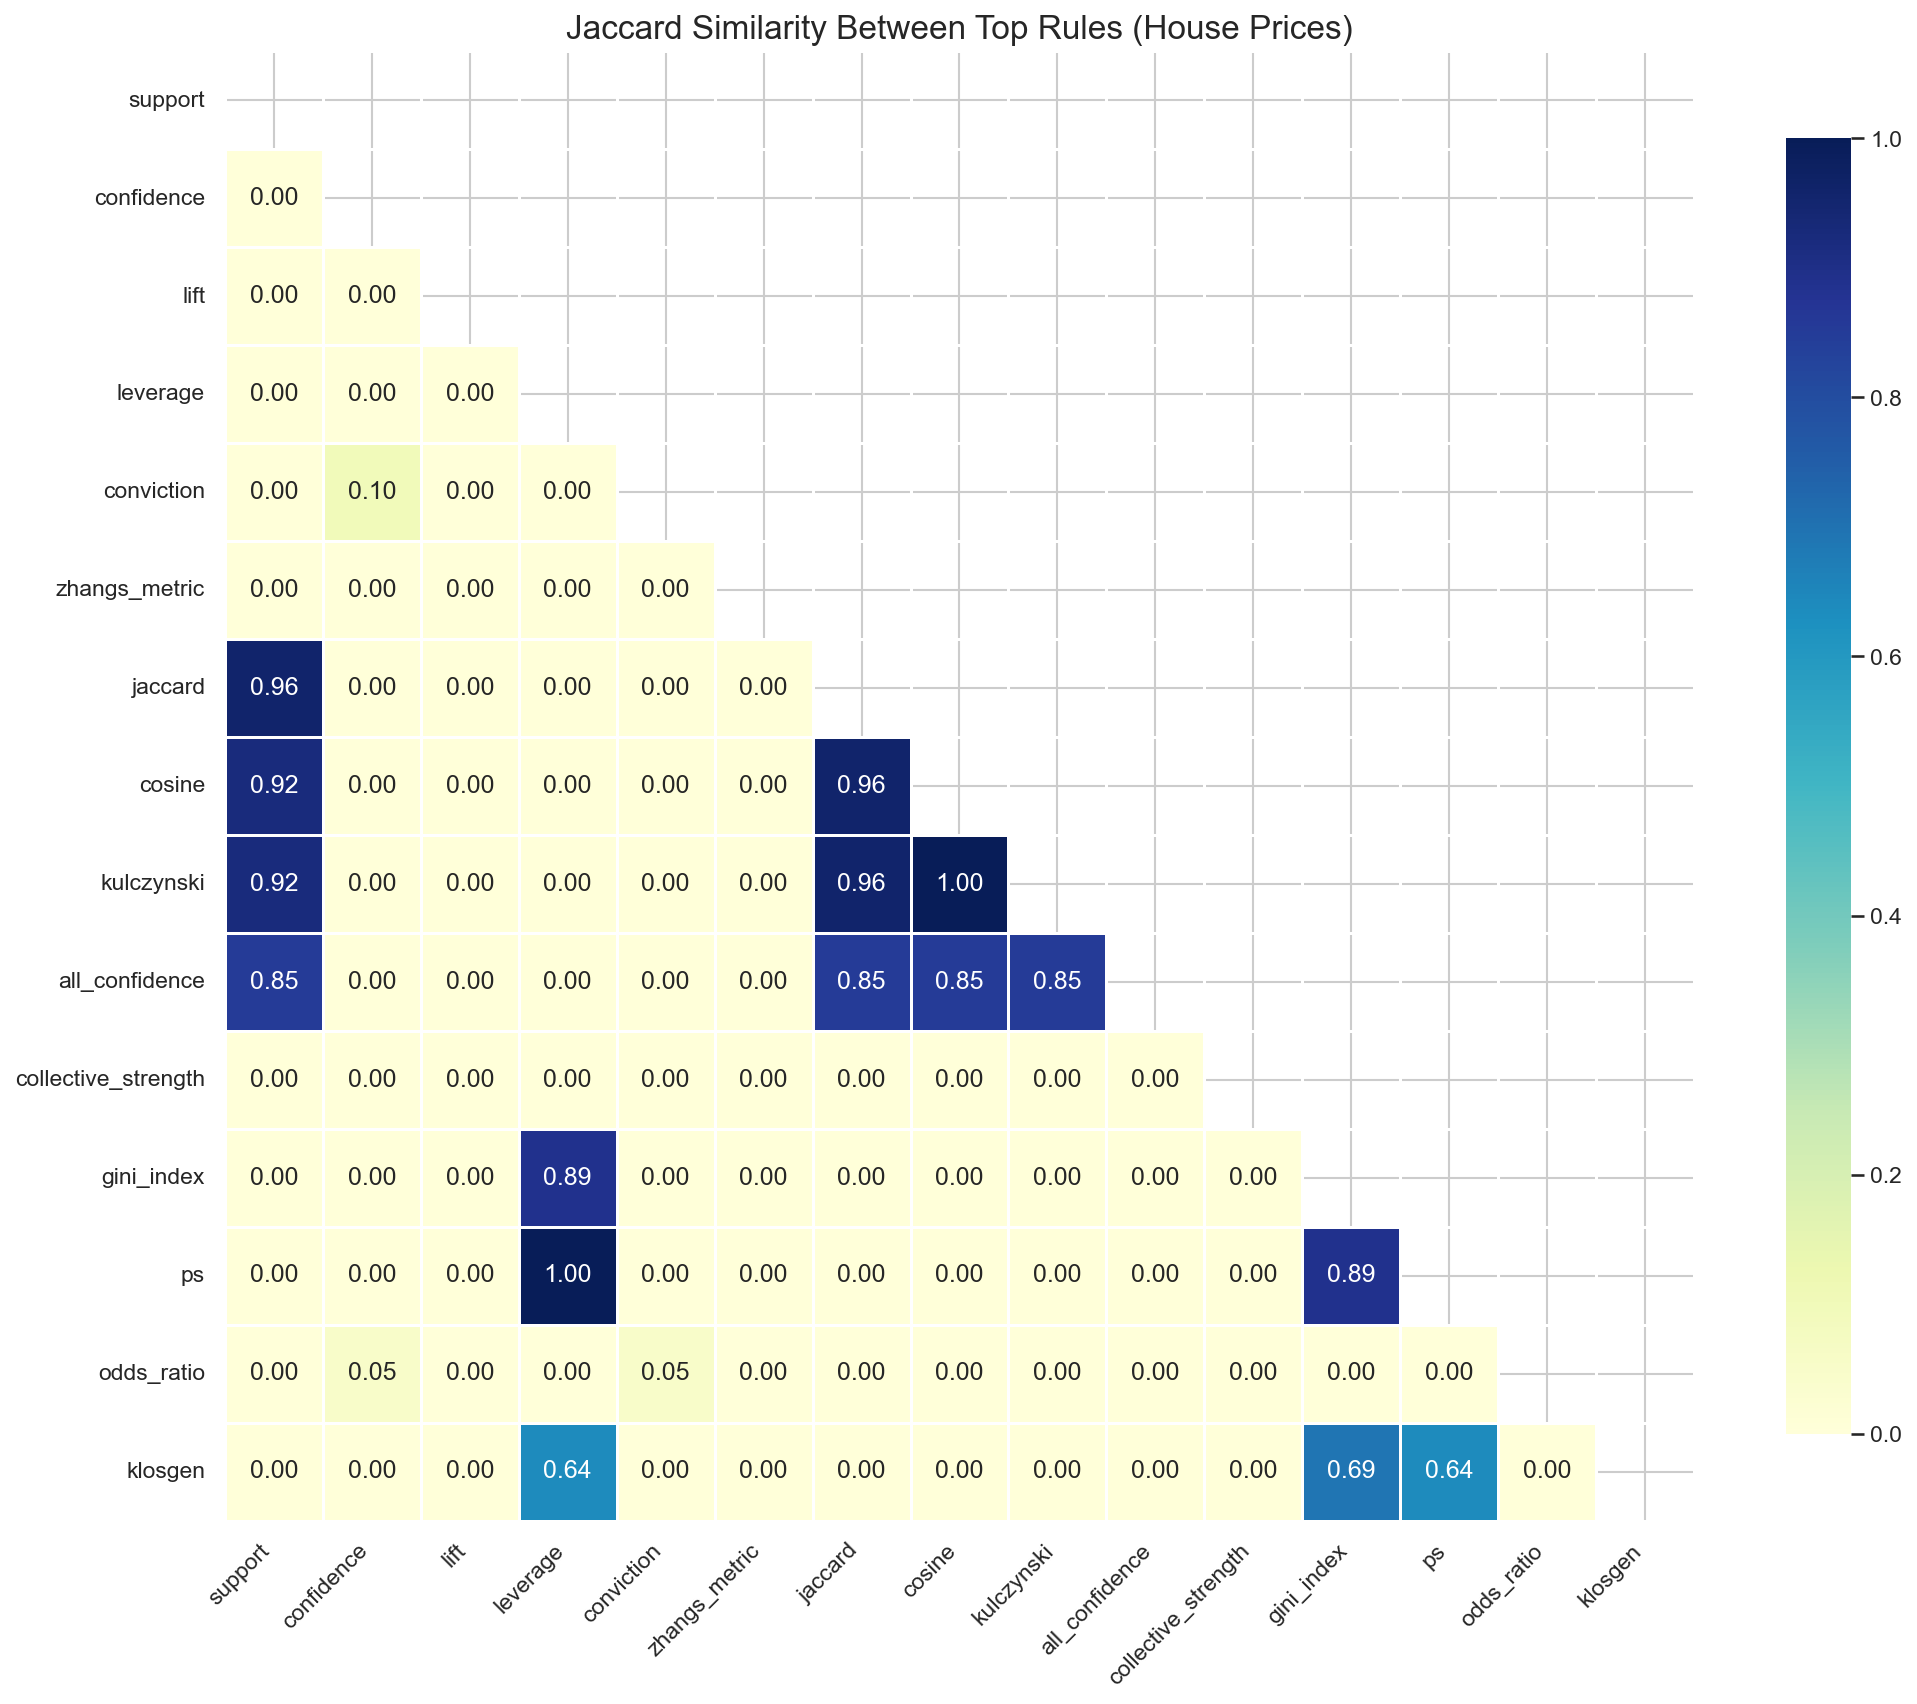 Jaccard Similarity Between Top Rules (House Prices)
support
confidence 0.00
lift 0.00 0.00
leverage 0.00 0.00 0.00
conviction 0.00 0.10 0.00 0.00
zhangs_metric 0.00 0.00 0.00 0.00 0.00
jaccard 0.96 0.00 0.00 0.00 0.00 0.00
cosine 0.92 0.00 0.00 0.00 0.00 0.00 0.96
kulczynski 0.92 0.00 0.00 0.00 0.00 0.00 0.96 1.00
all_confidence 0.85 0.00 0.00 0.00 0.00 0.00 0.85 0.85 0.85
collective_strength 0.00 0.00 0.00 0.00 0.00 0.00 0.00 0.00 0.00 0.00
gini_index 0.00 0.00 0.00 0.89 0.00 0.00 0.00 0.00 0.00 0.00 0.00
ps 0.00 0.00 0.00 1.00 0.00 0.00 0.00 0.00 0.00 0.00 0.00 0.89
odds_ratio 0.00 0.05 0.00 0.00 0.05 0.00 0.00 0.00 0.00 0.00 0.00 0.00 0.00
klosgen 0.00 0.00 0.00 0.64 0.00 0.00 0.00 0.00 0.00 0.00 0.00 0.69 0.64 0.00
support confidence lift leverage conviction zhangs_metric jaccard cosine kulczynski all_confidence collective_strength gini_index ps odds_ratio klosgen
1.0
0.8
0.6
0.4
0.2
0.0